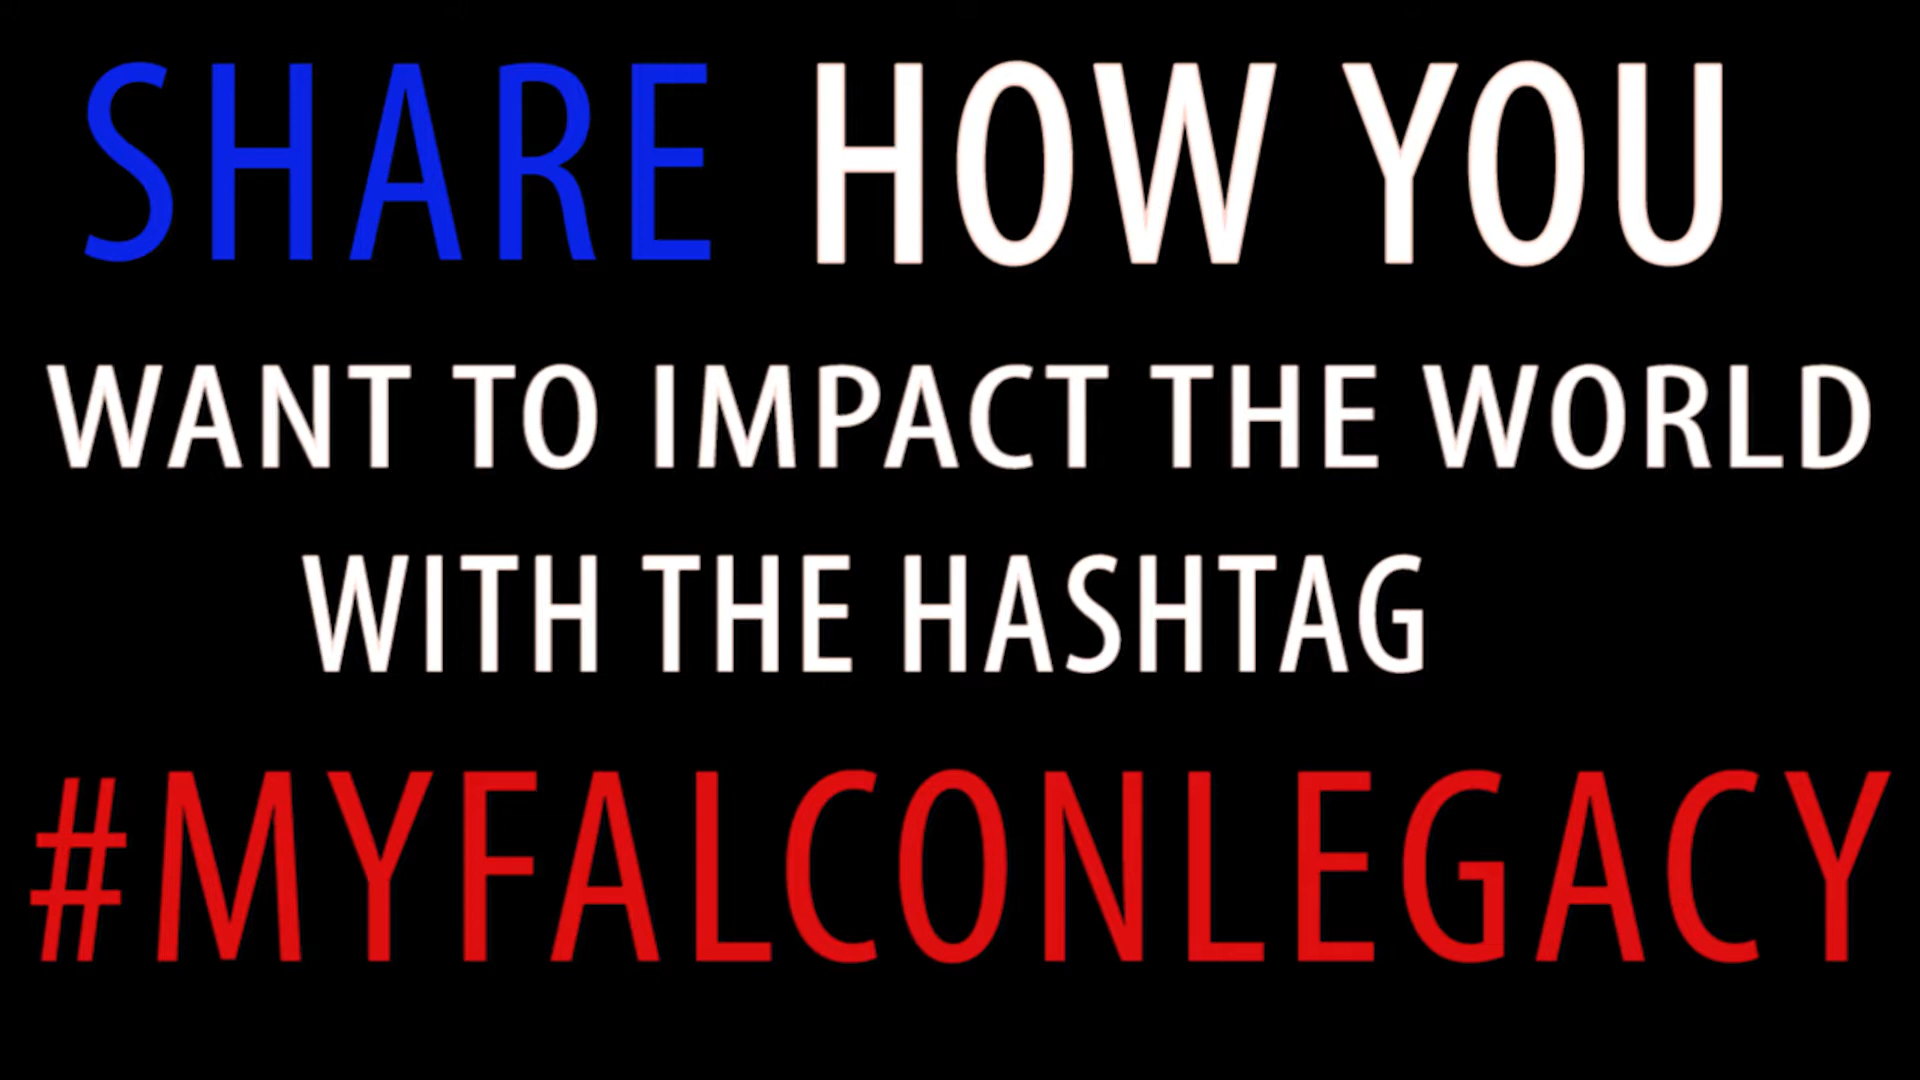 SHARE HOW YOU
WANT TO IMPACT THE WORLD
WITH THE HASHTAG
#MYFALCONLEGACY